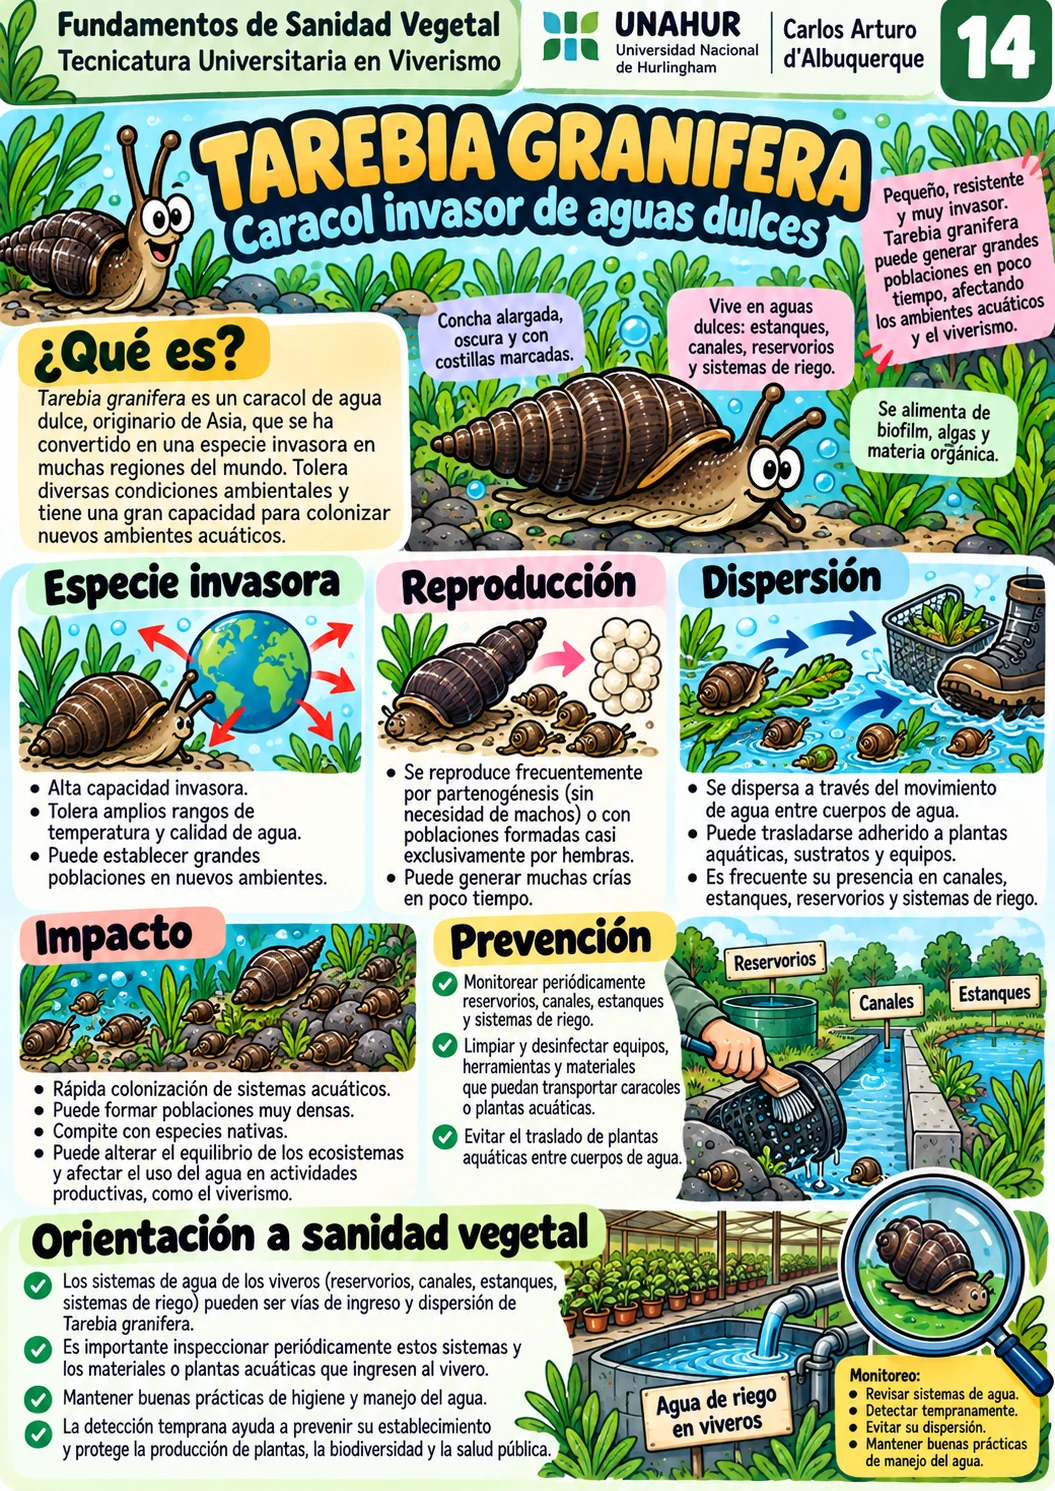 Fundamentos de Sanidad Vegetal
Tecnicatura Universitaria en Viverismo
UNAHUR
Universidad Nacional
de Hurlingham
Carlos Arturo
d'Albuquerque
14
TAREBIA GRANIFERA
Caracol invasor de aguas dulces
Pequeño, resistente
y muy invasor.
Tarebia granifera
puede generar grandes
poblaciones en poco
tiempo, afectando
los ambientes acuáticos
y el viverismo.
Concha alargada,
oscura y con
costillas marcadas.
Vive en aguas
dulces: estanques,
canales, reservorios
y sistemas de riego.
Se alimenta de
biofilm, algas y
materia orgánica.
¿Qué es?
Tarebia granifera es un caracol de agua
dulce, originario de Asia, que se ha
convertido en una especie invasora en
muchas regiones del mundo. Tolera
diversas condiciones ambientales y
tiene una gran capacidad para colonizar
nuevos ambientes acuáticos.
Especie invasora
• Alta capacidad invasora.
• Tolera amplios rangos de
temperatura y calidad de agua.
• Puede establecer grandes
poblaciones en nuevos ambientes.
Reproducción
• Se reproduce frecuentemente
por partenogénesis (sin
necesidad de machos) o con
poblaciones formadas casi
exclusivamente por hembras.
• Puede generar muchas crías
en poco tiempo.
Dispersión
• Se dispersa a través del movimiento
de agua entre cuerpos de agua.
• Puede trasladarse adherido a plantas
aquáticas, sustratos y equipos.
• Es frecuente su presencia en canales,
estanques, reservorios y sistemas de riego.
Impacto
• Rápida colonización de sistemas acuáticos.
• Puede formar poblaciones muy densas.
• Compite con especies nativas.
• Puede alterar el equilibrio de los ecosistemas
y afectar el uso del agua en actividades
productivas, como el viverismo.
Prevención
Monitorear periódicamente
reservorios, canales, estanques
y sistemas de riego.
Limpiar y desinfectar equipos,
herramientas y materiales
que puedan transportar caracoles
o plantas acuáticas.
Evitar el traslado de plantas
aquáticas entre cuerpos de agua.
Reservorios
Canales
Estanques
Orientación a sanidad vegetal
Los sistemas de agua de los viveros (reservorios, canales, estanques,
sistemas de riego) pueden ser vías de ingreso y dispersión de
Tarebia granifera.
Es importante inspeccionar periódicamente estos sistemas y
los materiales o plantas acuáticas que ingresen al vivero.
Mantener buenas prácticas de higiene y manejo del agua.
La detección temprana ayuda a prevenir su establecimiento
y protege la producción de plantas, la biodiversidad y la salud pública.
Agua de riego
en viveros
Monitoreo:
• Revisar sistemas de agua.
• Detectar tempranamente.
• Evitar su dispersión.
• Mantener buenas prácticas
de manejo del agua.